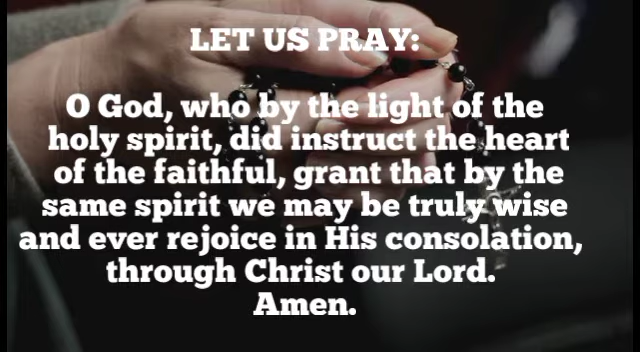 LET US PRAY:
O God, who by the light of the
holy spirit, did instruct the heart
of the faithful, grant that by the
same spirit we may be truly wise
and ever rejoice in His consolation,
through Christ our Lord.
Amen.